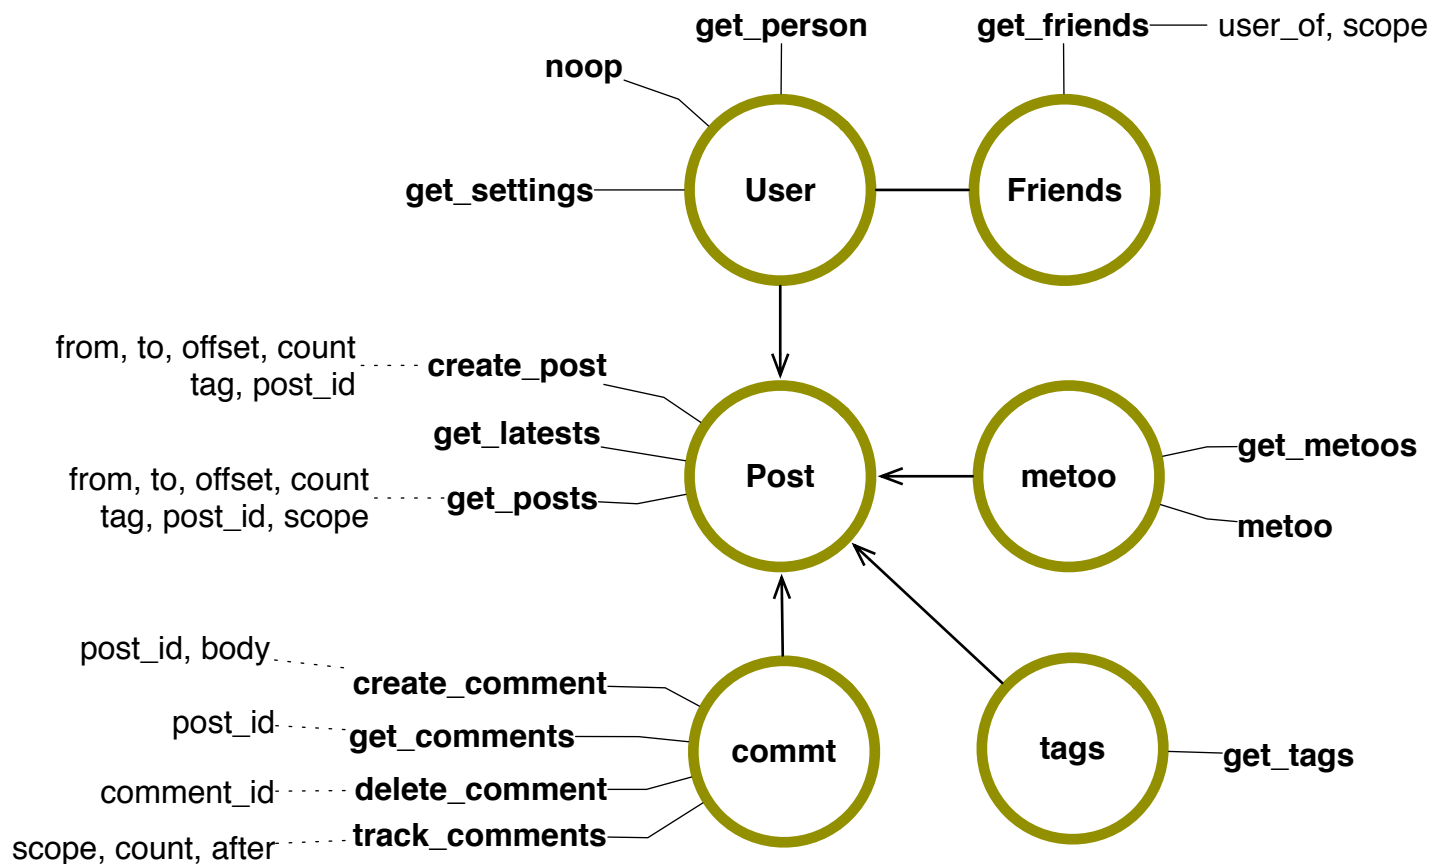 get_person
get_friends
user_of, scope
noop
get_settings
User
Friends
from, to, offset, count
tag, post_id
create_post
get_latests
from, to, offset, count
tag, post_id, scope
get_posts
Post
metoo
get_metoos
metoo
post_id, body
create_comment
post_id
get_comments
comment_id
delete_comment
scope, count, after
track_comments
commt
tags
get_tags